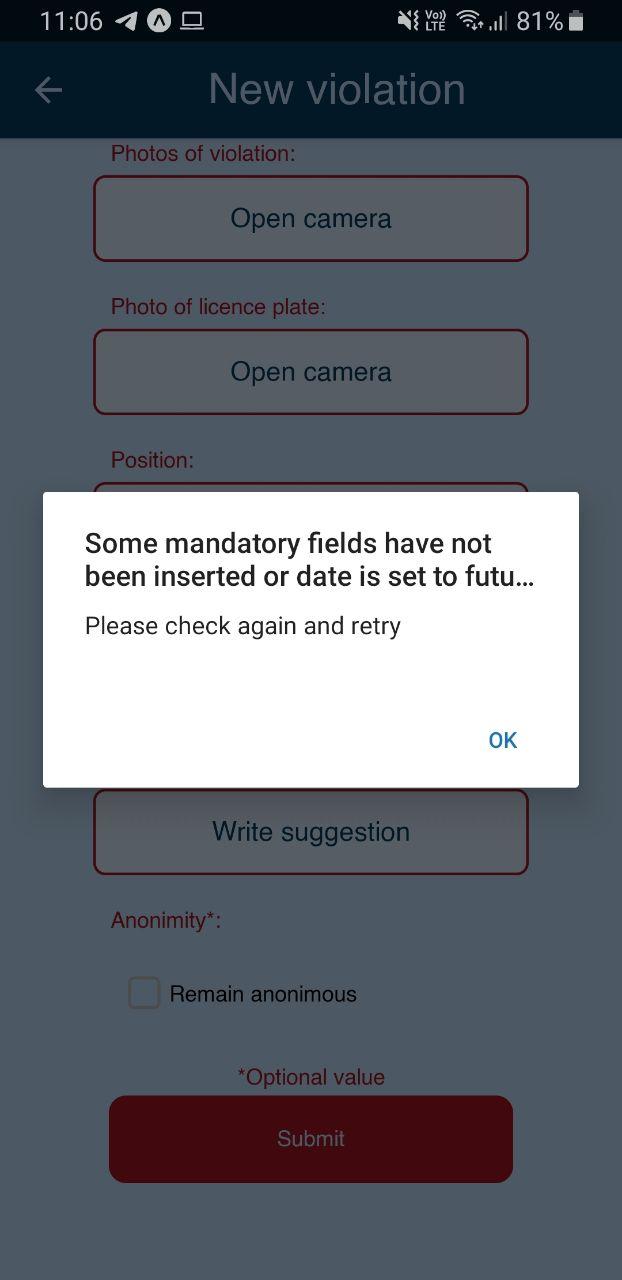 11:06 Vo)) LTE 81%
New violation
Photos of violation:
Open camera
Photo of licence plate:
Open camera
Position:
Some mandatory fields have not
been inserted or date is set to futu...
Please check again and retry
OK
Write suggestion
Anonimity*:
Remain anonimous
*Optional value
Submit